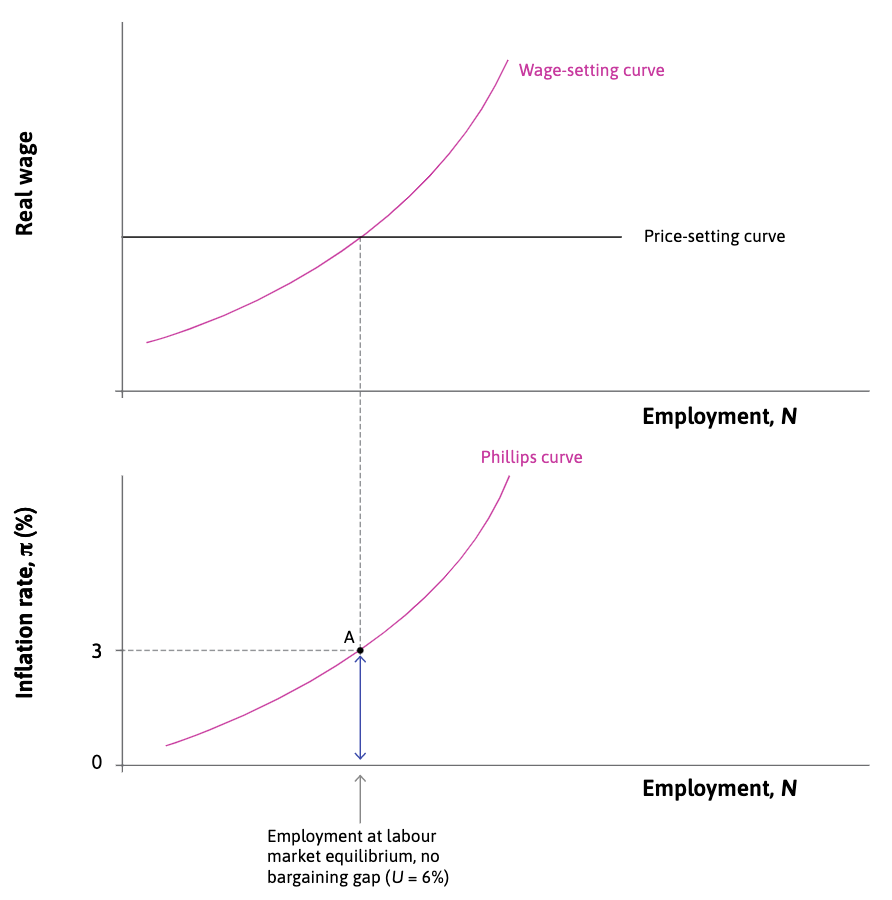 Real wage
Wage-setting curve
Price-setting curve
Employment, N
Phillips curve
Inflation rate, π (%)
A
3
0
Employment, N
Employment at labour
market equilibrium, no
bargaining gap (U = 6%)